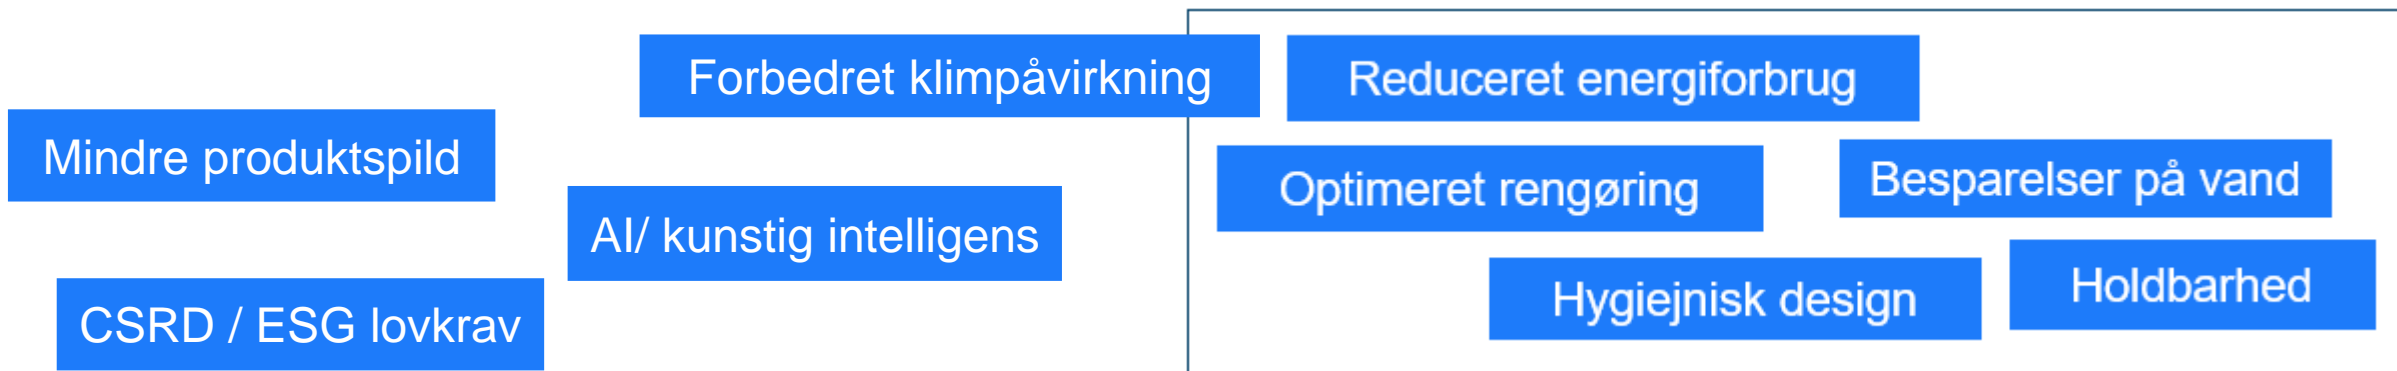 Forbedret klimpåvirkning
Reduceret energiforbrug
Mindre produktspild
Optimeret rengøring
Besparelser på vand
AI/ kunstig intelligens
Hygiejnisk design
Holdbarhed
CSRD / ESG lovkrav